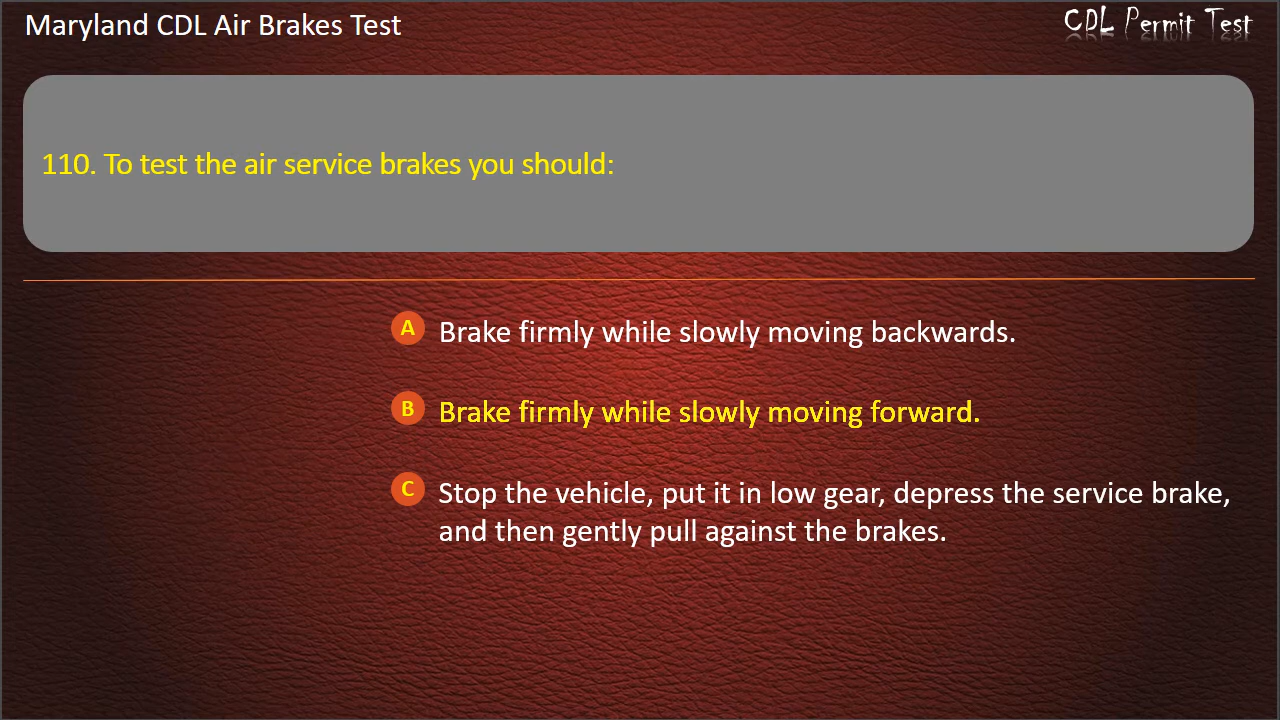 Maryland CDL Air Brakes Test
CDL Permit Test
110. To test the air service brakes you should:
A Brake firmly while slowly moving backwards.
B Brake firmly while slowly moving forward.
C Stop the vehicle, put it in low gear, depress the service brake,
and then gently pull against the brakes.